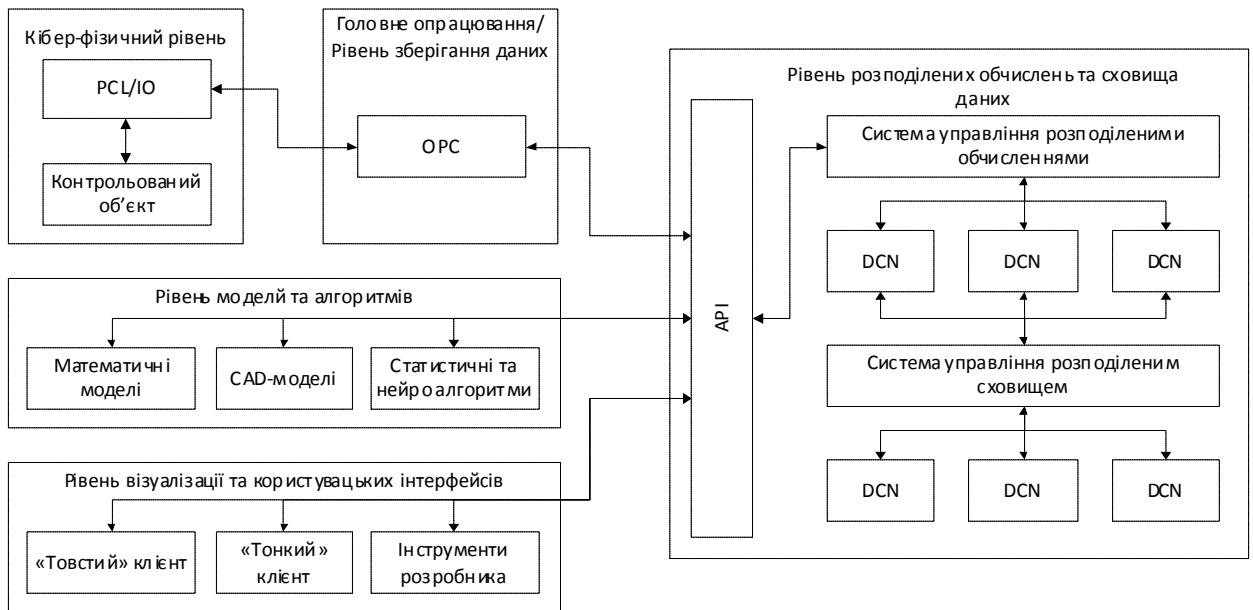 Кібер-фізичний рівень
PCL/IO
Контрольований
об’єкт
Головне опрацювання/
Рівень зберігання даних
OPC
Рівень розподілених обчислень та сховища
даних
API
Система управління розподіленими
обчисленнями
DCN
DCN
DCN
Система управління розподіленим
сховищем
DCN
DCN
DCN
Рівень моделй та алгоритмів
Математичні
моделі
CAD-моделі
Статистичні та
нейроалгоритми
Рівень візуалізації та користувацьких інтерфейсів
«Товстий» клієнт
«Тонкий»
клієнт
Інструменти
розробника